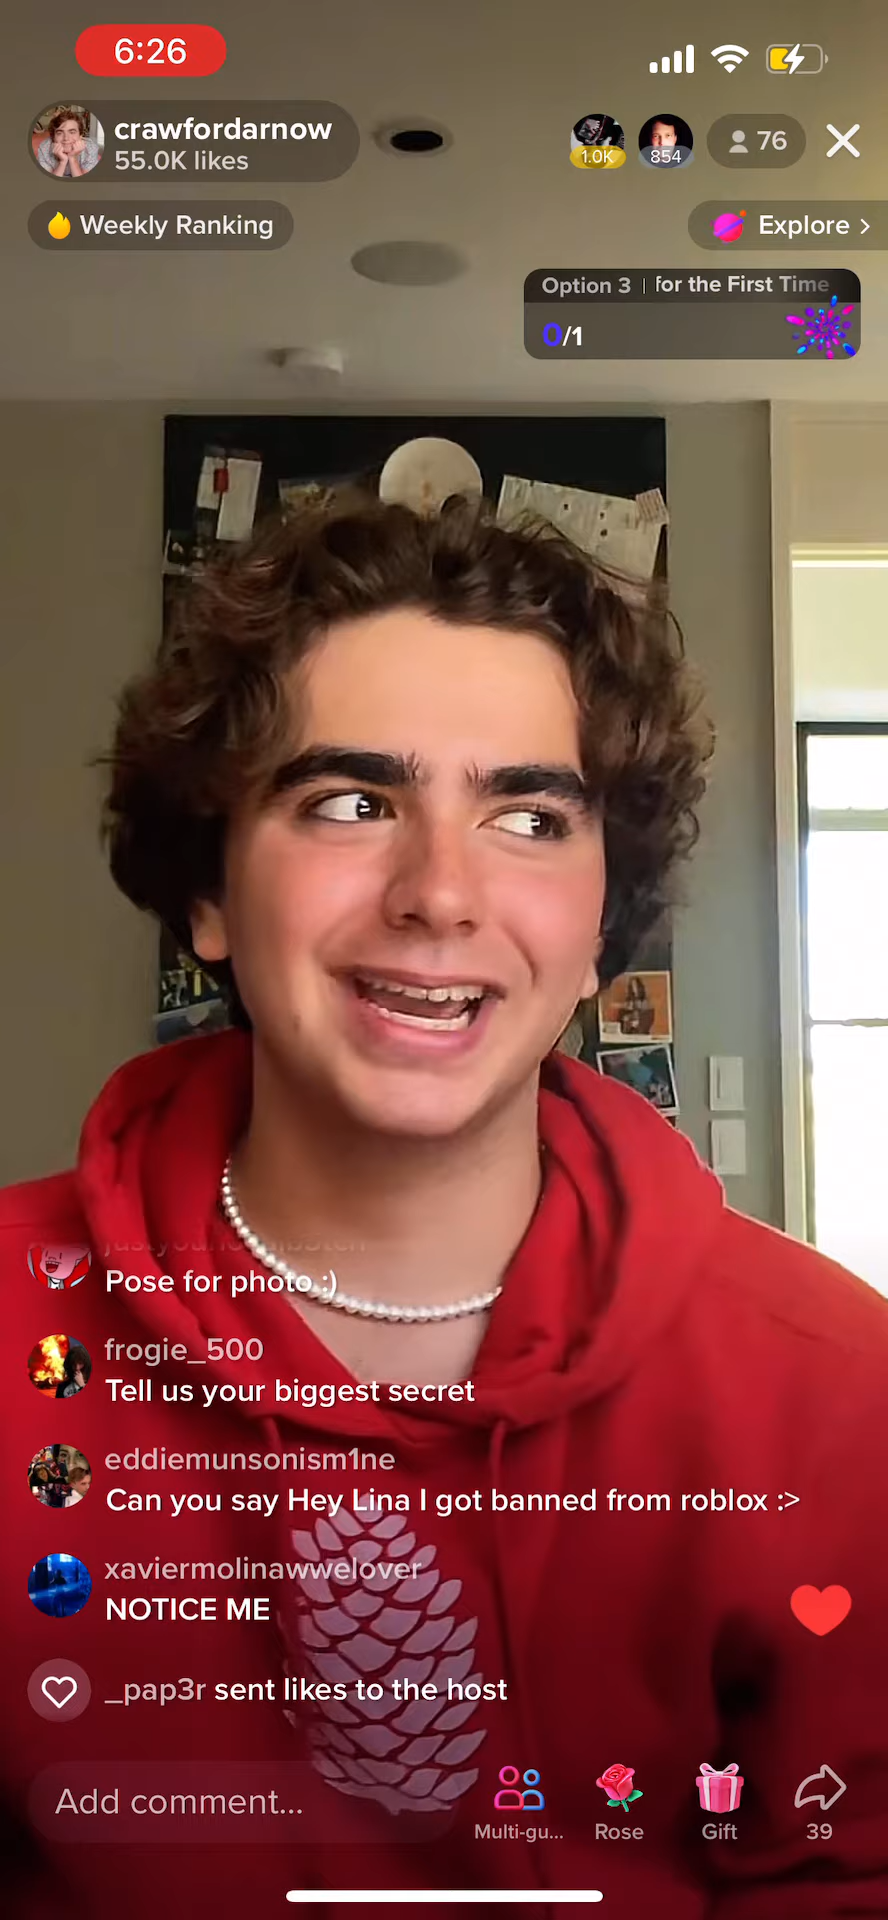 6:26
crawfordarnow
55.0K likes
1.0K
854
76
Weekly Ranking
Explore >
Option 3 | for the First Time
0/1
Pose for photo :)
frogie_500
Tell us your biggest secret
eddiemunsonism1ne
Can you say Hey Lina I got banned from roblox :>
xaviermolinawwelover
NOTICE ME
_pap3r sent likes to the host
Add comment...
Multi-gu...
Rose
Gift
39